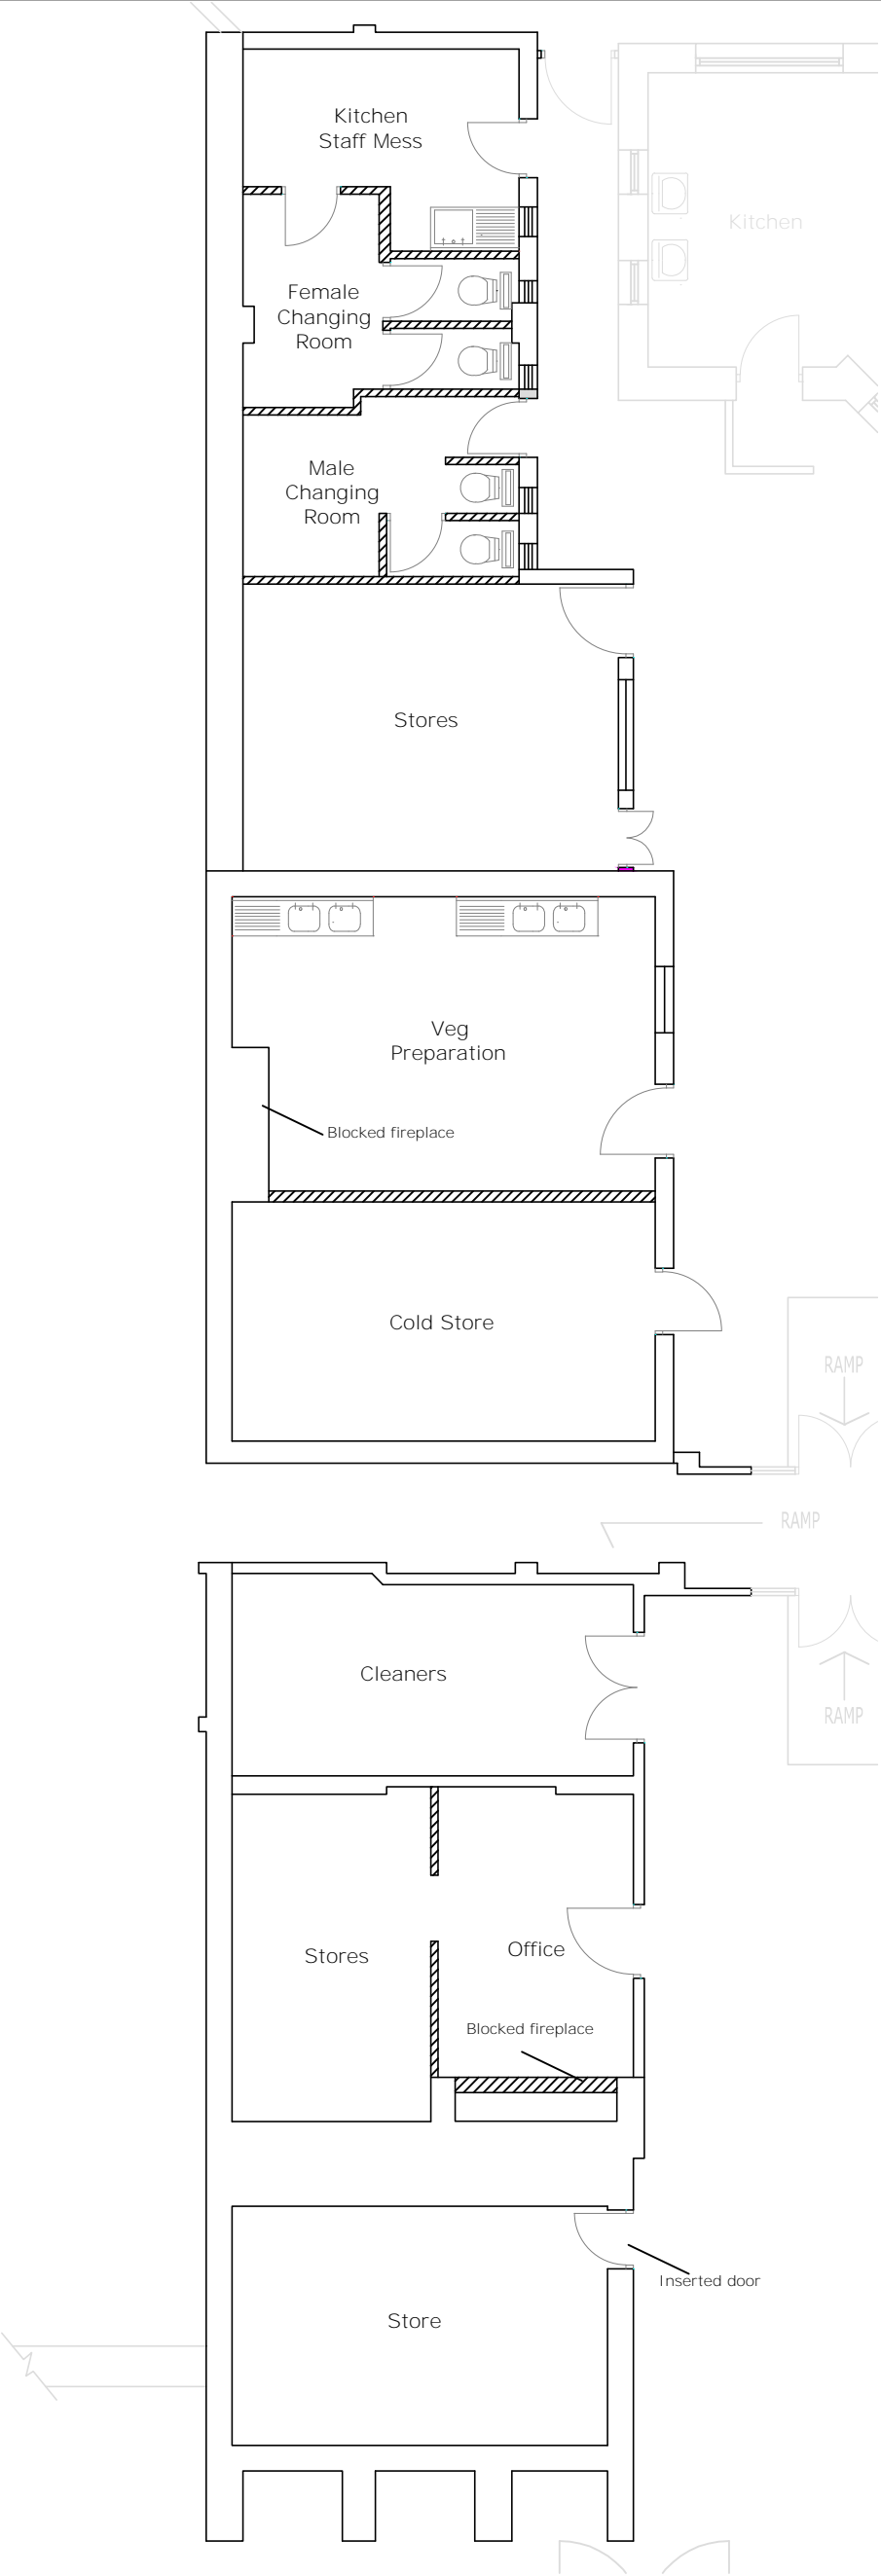 Kitchen
Staff Mess
Kitchen
Female
Changing
Room
Male
Changing
Room
Stores
Veg
Preparation
Blocked fireplace
Cold Store
RAMP
RAMP
Cleaners
RAMP
Stores
Office
Blocked fireplace
Inserted door
Store